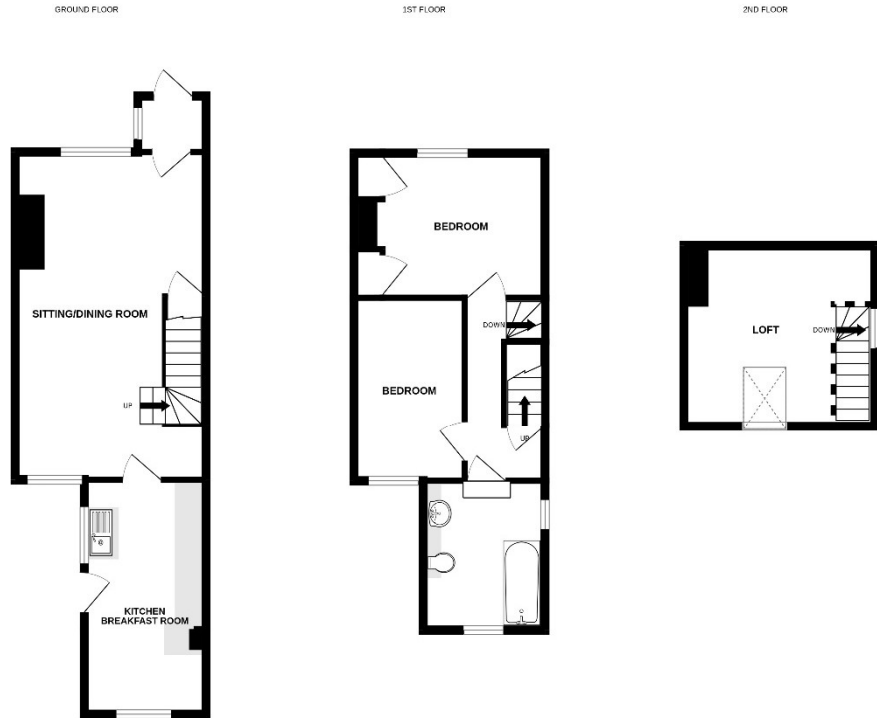 GROUND FLOOR
1ST FLOOR
2ND FLOOR
SITTING/DINING ROOM
UP
KITCHEN
BREAKFAST ROOM
BEDROOM
DOWN
BEDROOM
UP
LOFT
DOWN